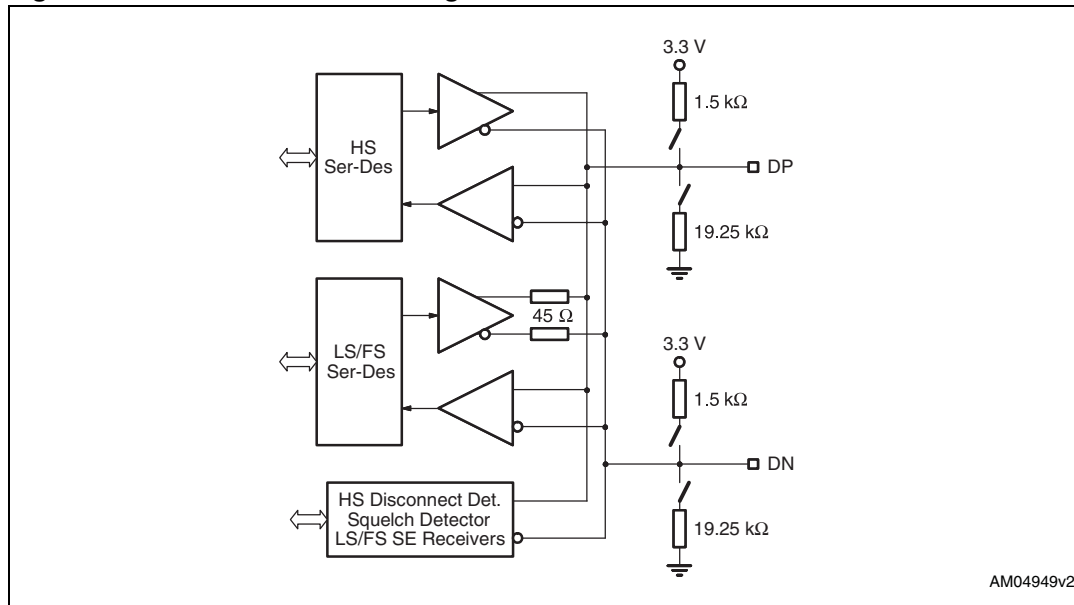 3.3 V
1.5 kΩ
HS
Ser-Des
DP
19.25 kΩ
45 Ω
LS/FS
Ser-Des
3.3 V
1.5 kΩ
DN
HS Disconnect Det.
Squelch Detector
LS/FS SE Receivers
19.25 kΩ
AM04949v2